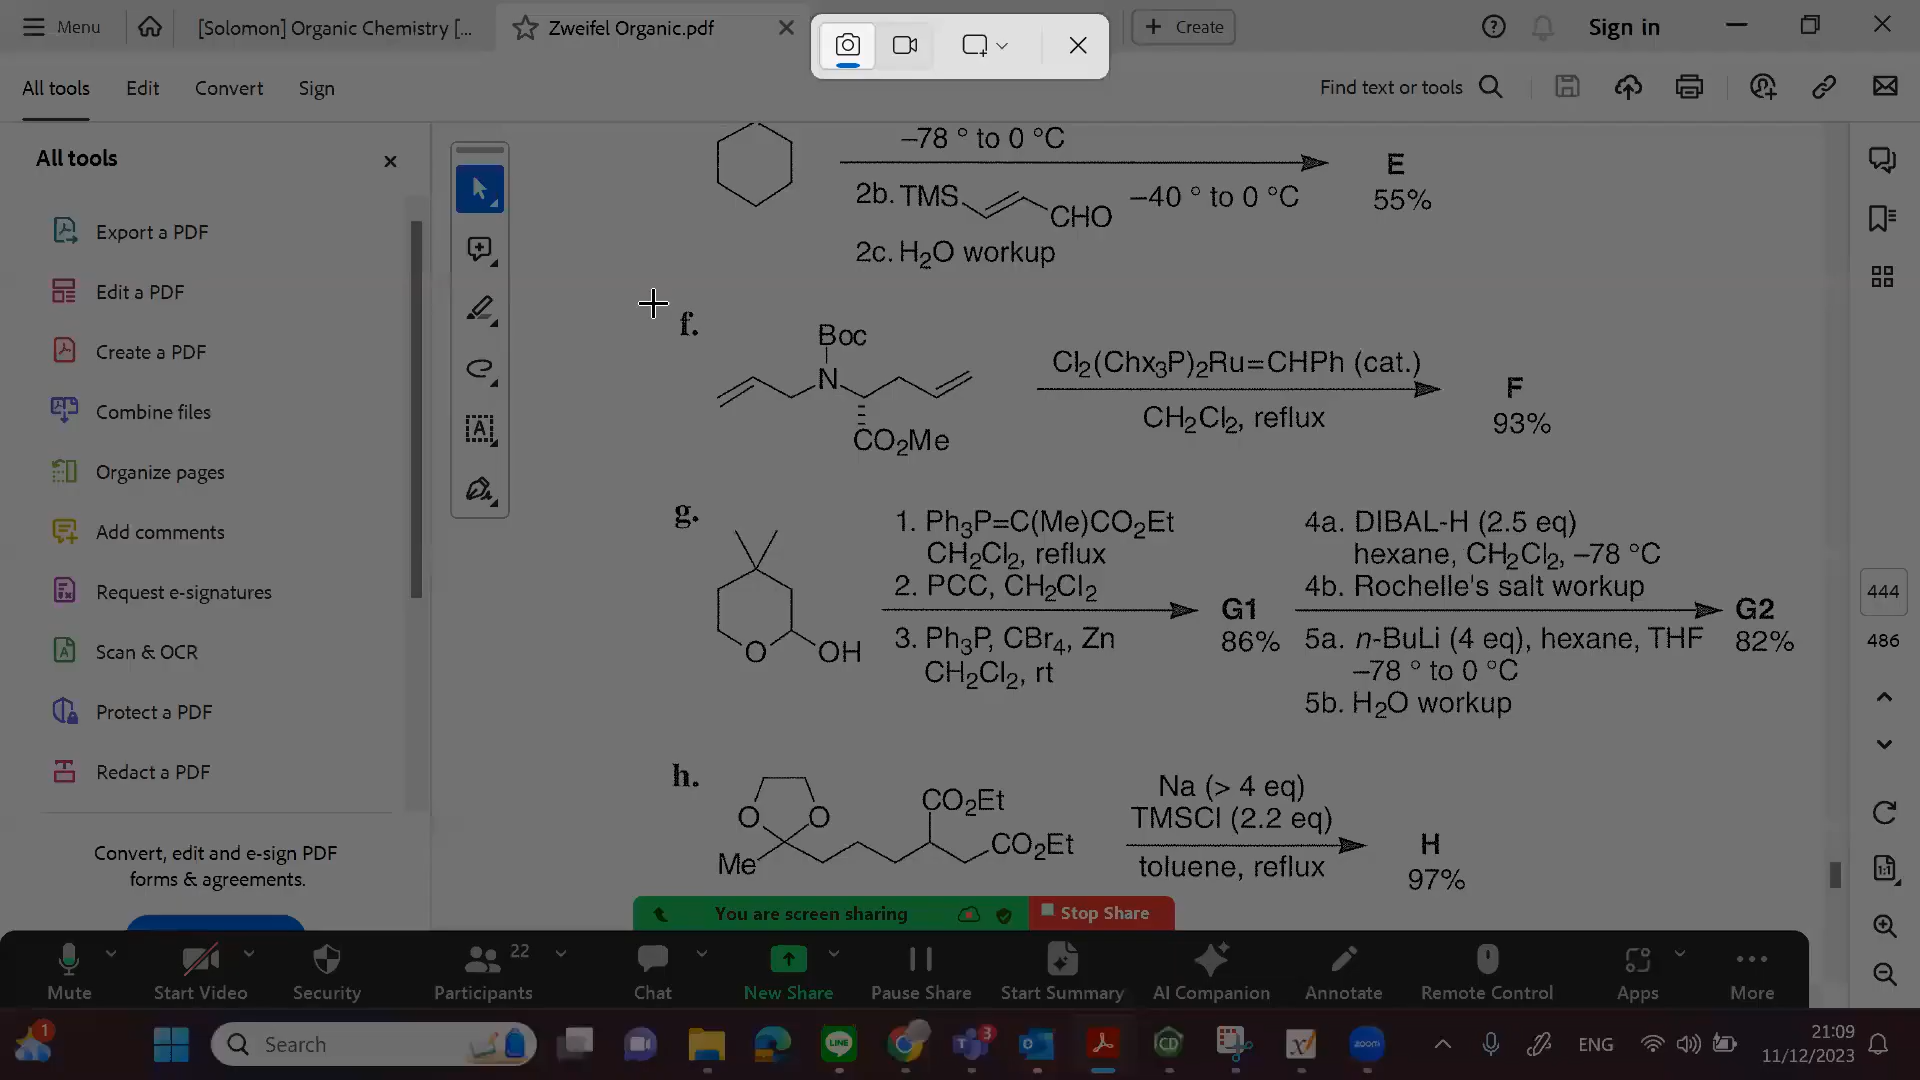 Menu
[Solomon] Organic Chemistry [...
Zweifel Organic.pdf
Create
Sign in
All tools
Edit
Convert
Sign
Find text or tools
All tools
Export a PDF
Edit a PDF
Create a PDF
Combine files
Organize pages
Add comments
Request e-signatures
Scan & OCR
Protect a PDF
Redact a PDF
Convert, edit and e-sign PDF
forms & agreements.
–78 ° to 0 °C
E
2b. TMS CHO –40 ° to 0 °C
55%
2c. H2O workup
f.
Boc
N
CO2Me
Cl2(Chx3P)2Ru=CHPh (cat.)
CH2Cl2, reflux
F
93%
g.
O OH
1. Ph3P=C(Me)CO2Et
CH2Cl2, reflux
2. PCC, CH2Cl2
3. Ph3P, CBr4, Zn
CH2Cl2, rt
G1
86%
4a. DIBAL-H (2.5 eq)
hexane, CH2Cl2, –78 °C
4b. Rochelle's salt workup
5a. n-BuLi (4 eq), hexane, THF
–78 ° to 0 °C
5b. H2O workup
G2
82%
h.
O O
Me
CO2Et
CO2Et
Na (> 4 eq)
TMSCl (2.2 eq)
toluene, reflux
H
97%
444
486
1:1
You are screen sharing
Stop Share
Mute
Start Video
Security
22
Participants
Chat
New Share
Pause Share
Start Summary
AI Companion
Annotate
Remote Control
Apps
More
1
Search
LINE
3
CD
zoom
ENG
21:09
11/12/2023